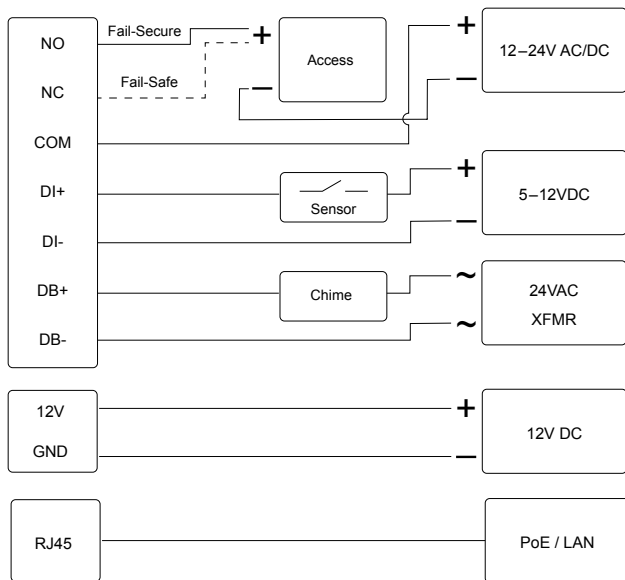 NO
Fail-Secure
+
Access
+
12–24V AC/DC
NC
Fail-Safe
–
–
COM
DI+
Sensor
+
5–12VDC
DI-
–
DB+
Chime
~
24VAC
XFMR
DB-
~
12V
+
12V DC
GND
–
RJ45
PoE / LAN